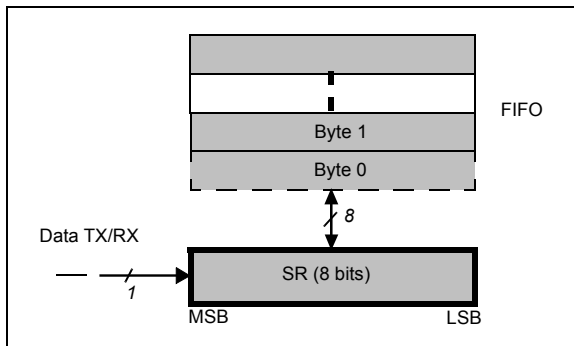 Byte 1
FIFO
Byte 0
8
Data TX/RX
1
SR (8 bits)
MSB
LSB